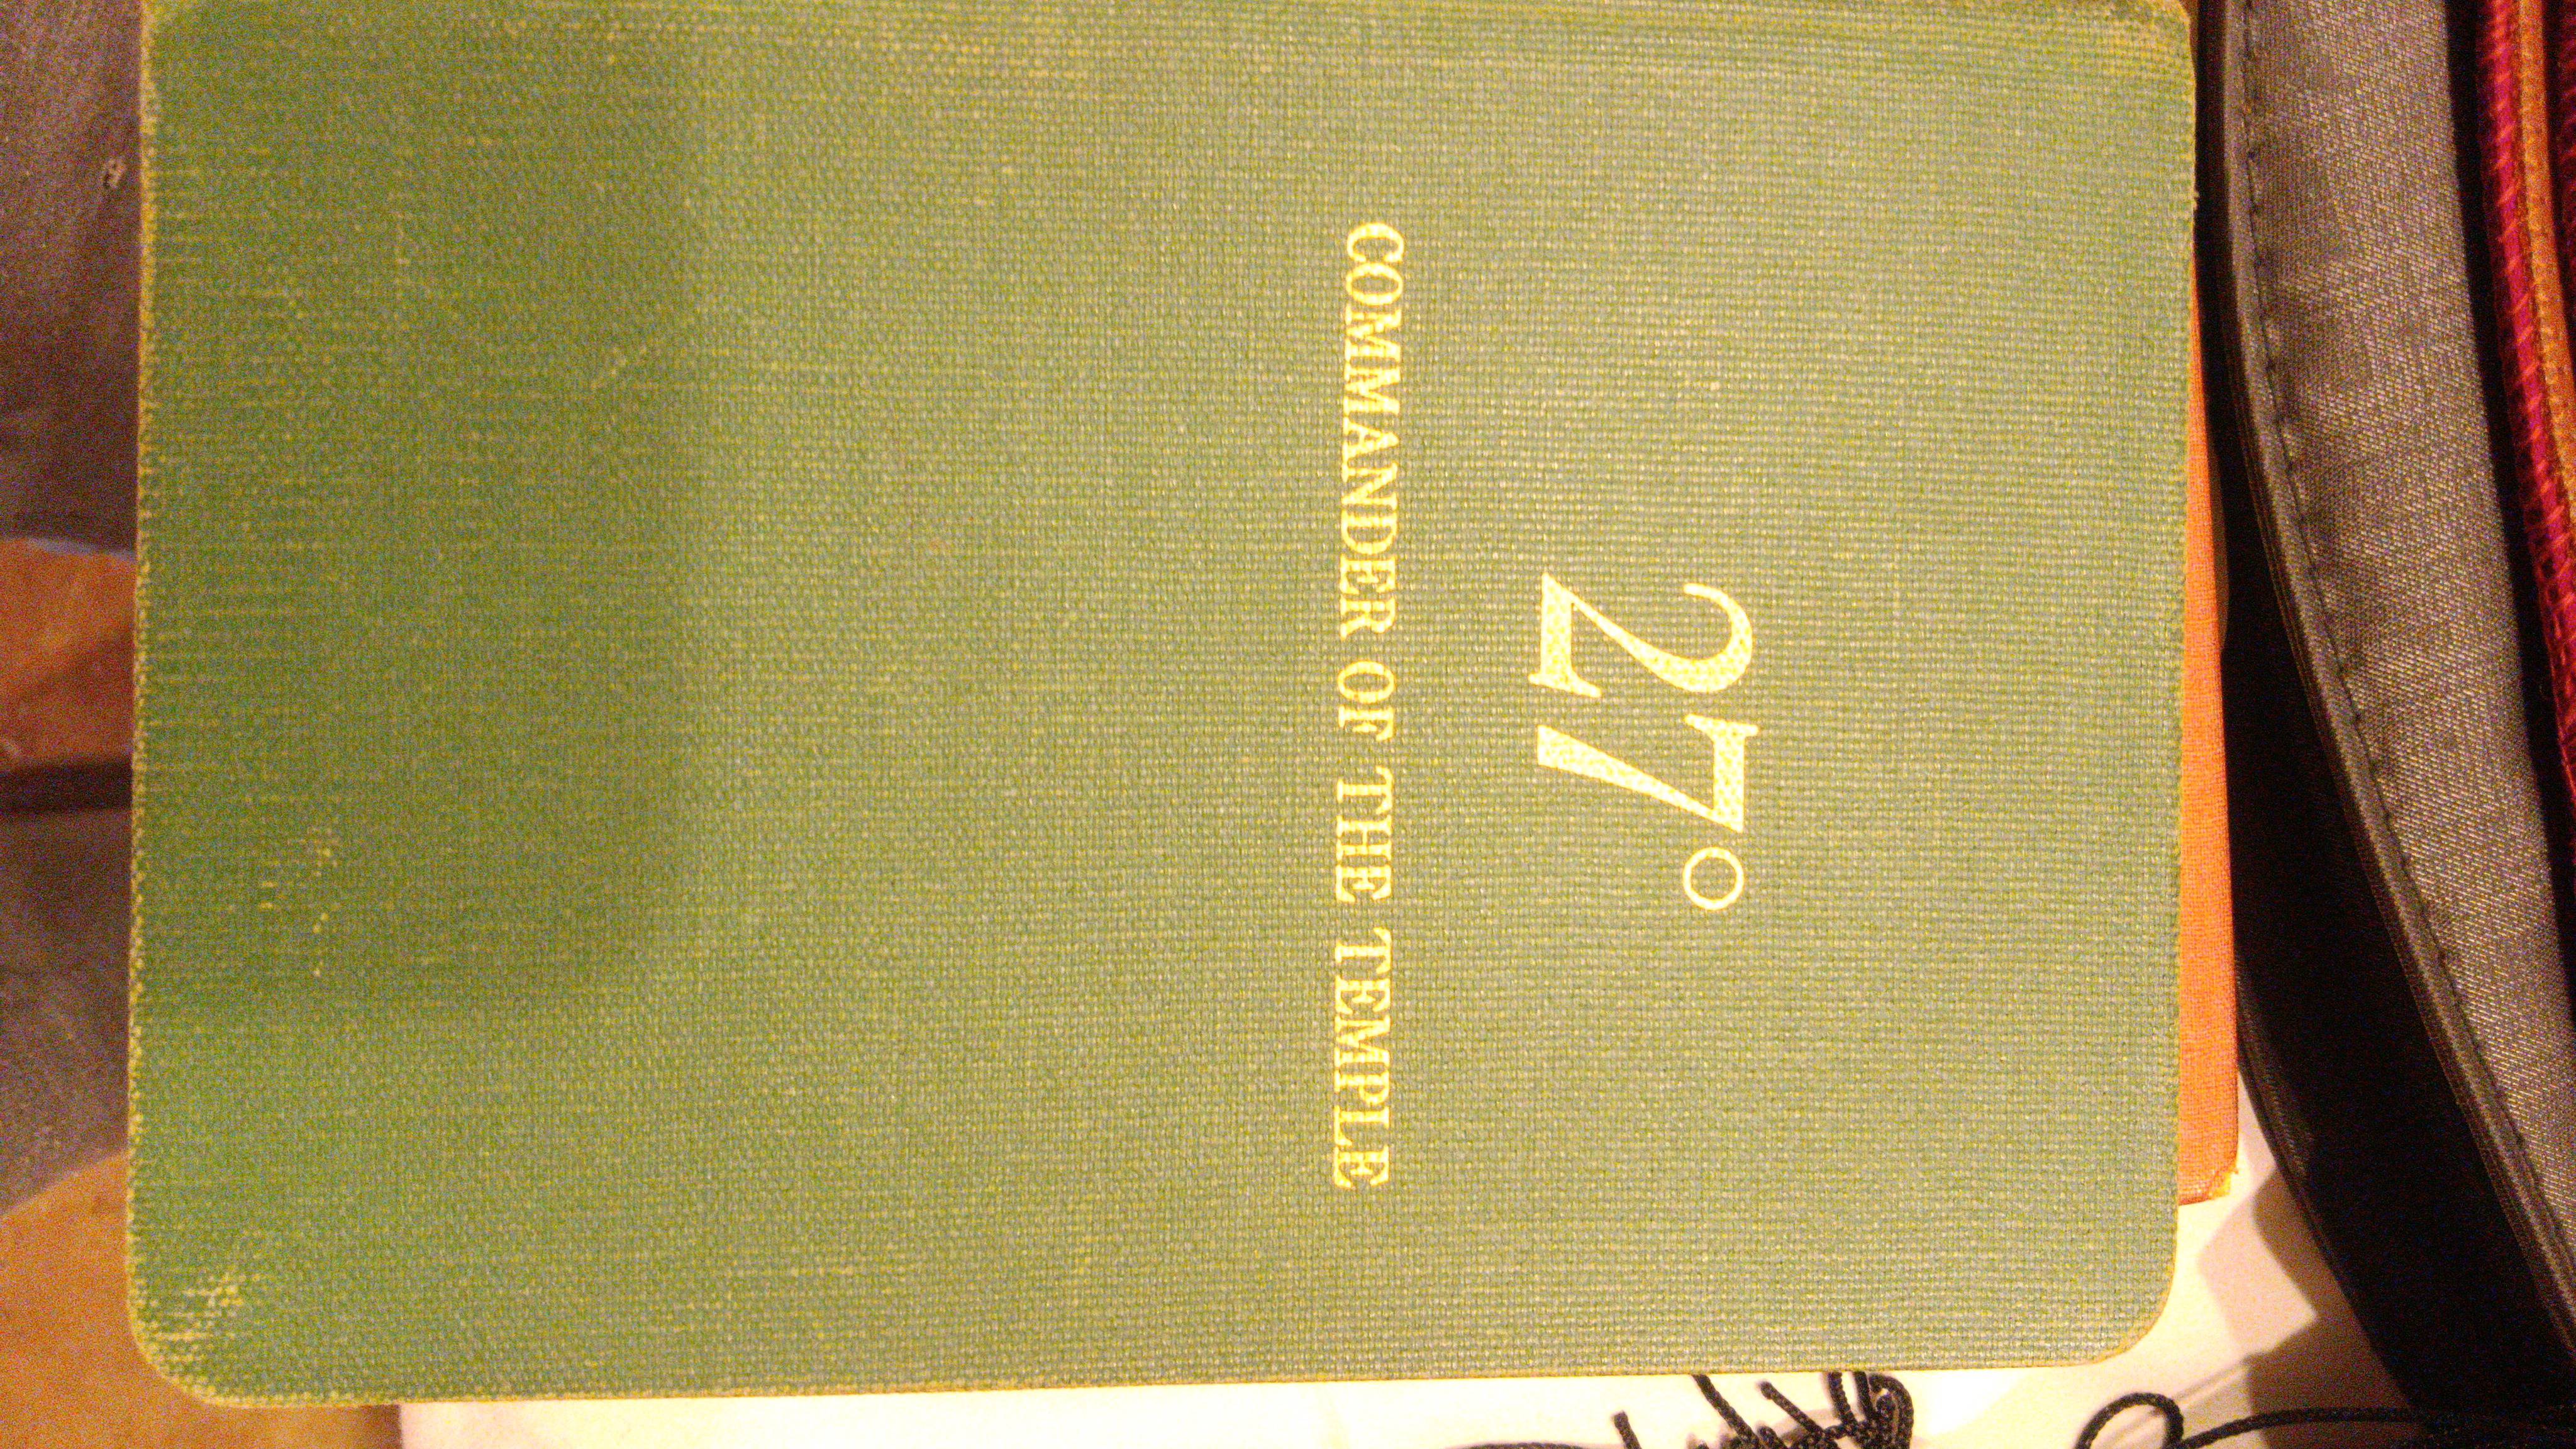 27°
COMMANDER OF THE TEMPLE